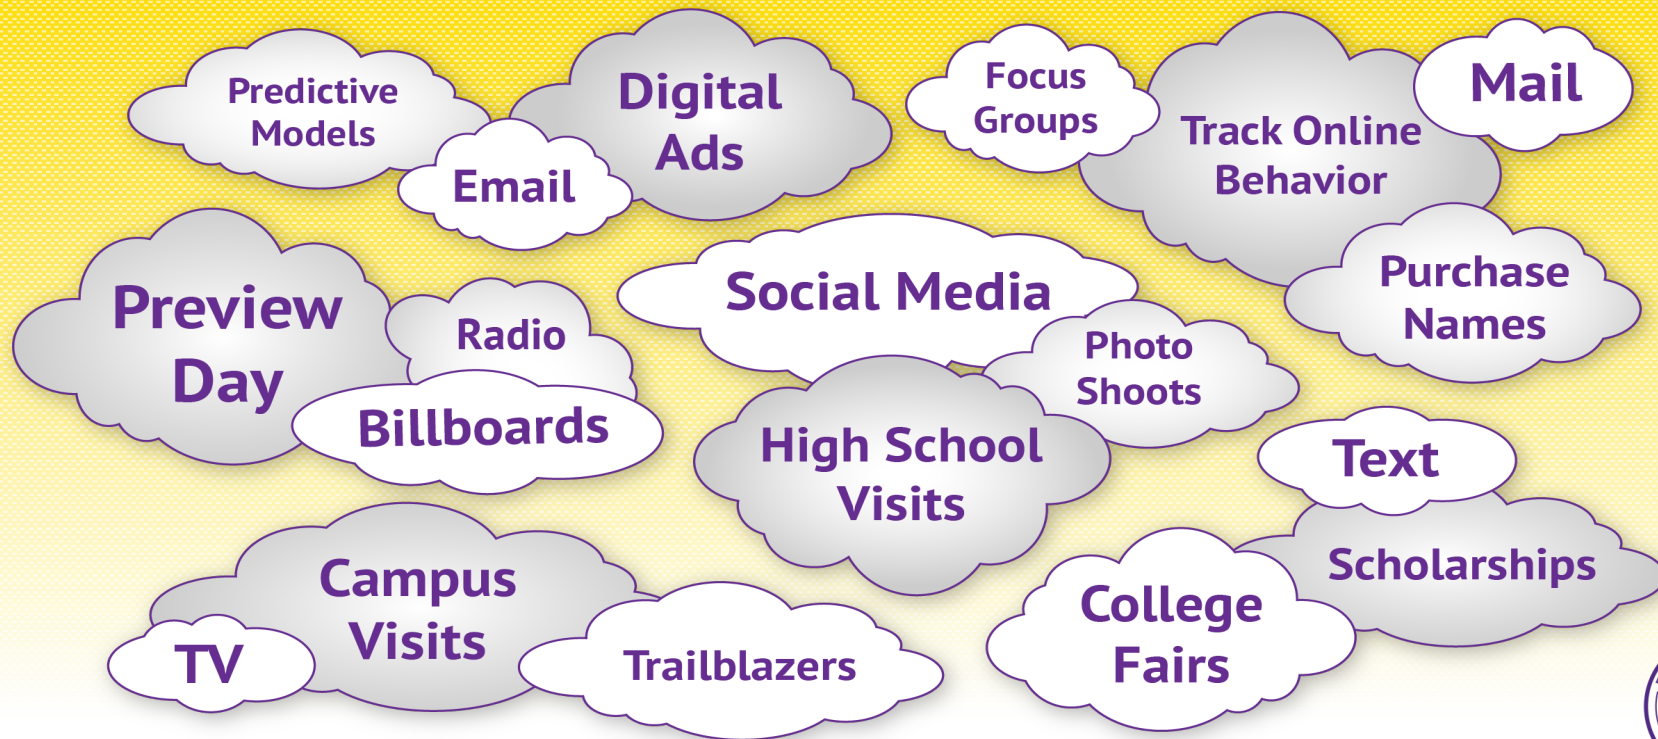 Predictive
Models
Email
Digital
Ads
Focus
Groups
Track Online
Behavior
Mail
Preview
Day
Radio
Billboards
Social Media
Photo
Shoots
Purchase
Names
High School
Visits
Text
Scholarships
Campus
Visits
TV
Trailblazers
College
Fairs